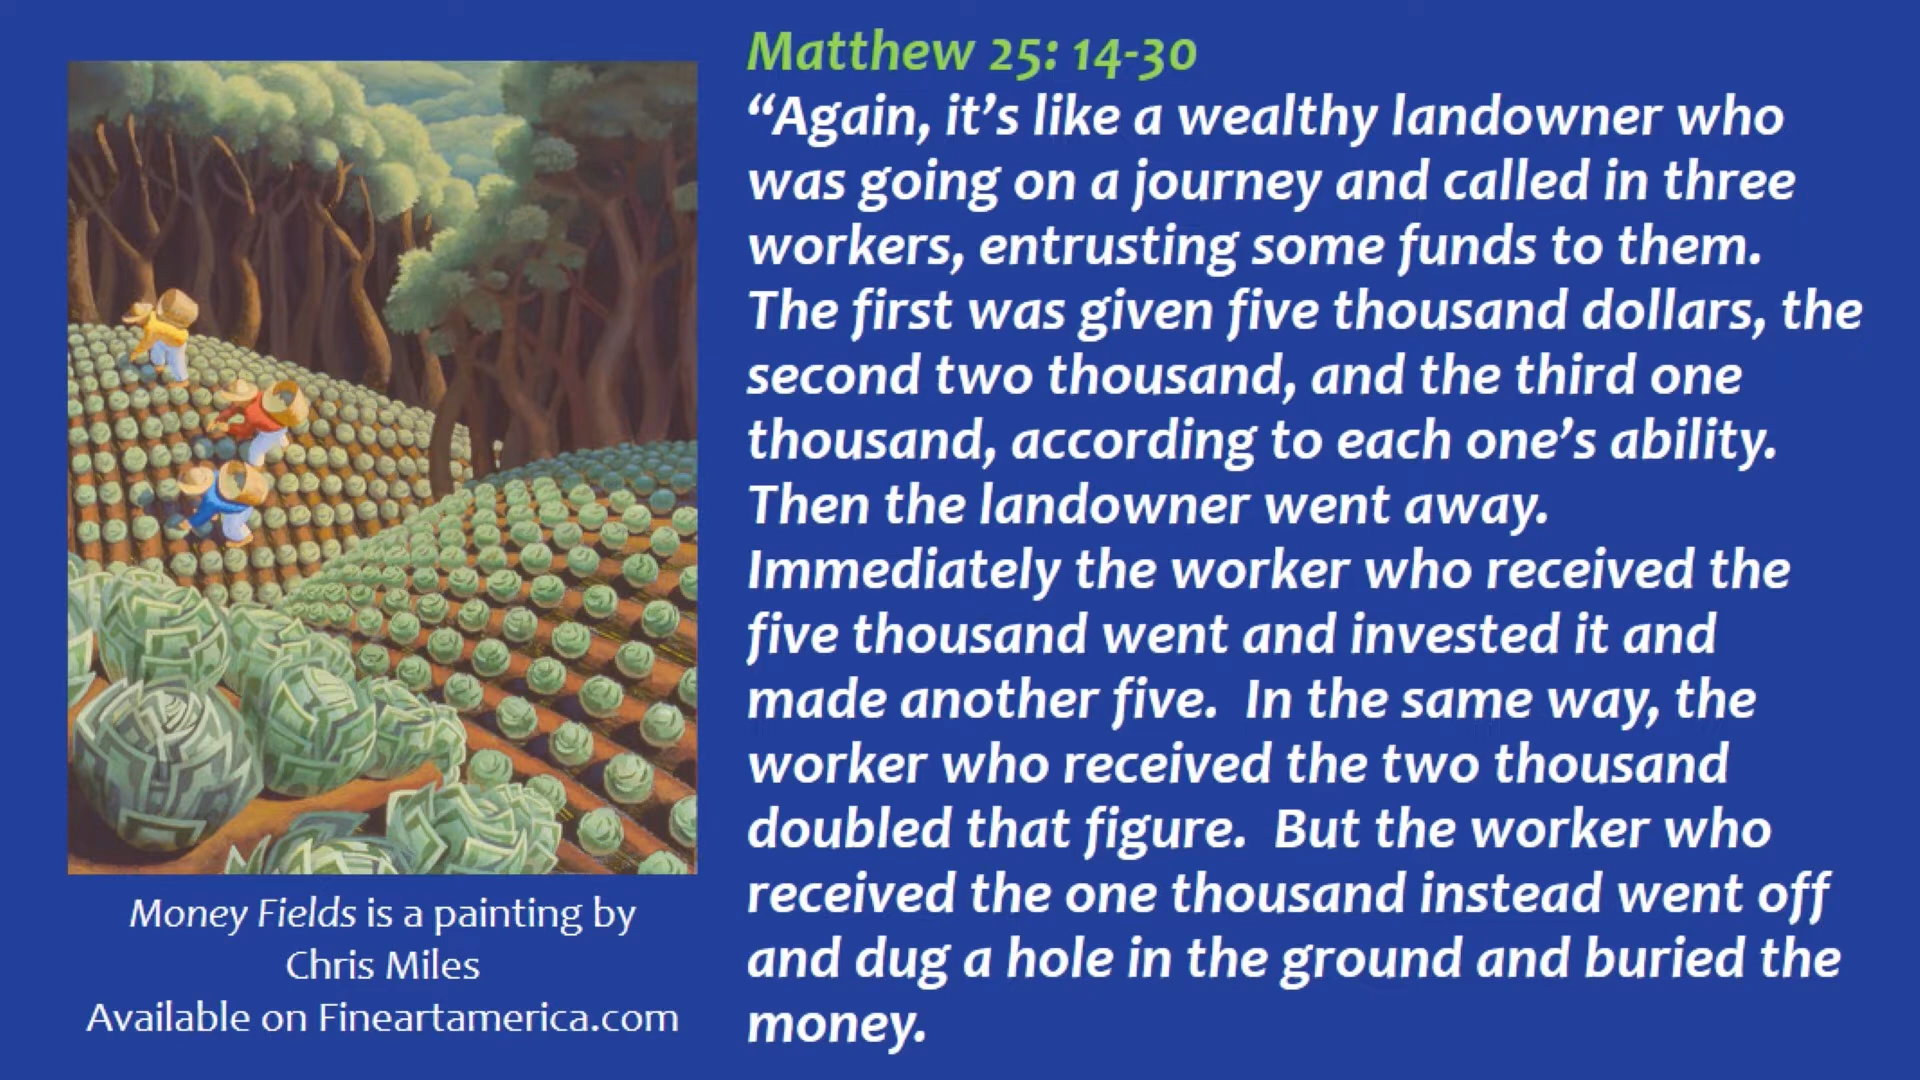 Matthew 25: 14-30
“Again, it’s like a wealthy landowner who
was going on a journey and called in three
workers, entrusting some funds to them.
The first was given five thousand dollars, the
second two thousand, and the third one
thousand, according to each one’s ability.
Then the landowner went away.
Immediately the worker who received the
five thousand went and invested it and
made another five.  In the same way, the
worker who received the two thousand
doubled that figure.  But the worker who
received the one thousand instead went off
and dug a hole in the ground and buried the
money.
Money Fields is a painting by
Chris Miles
Available on Fineartamerica.com